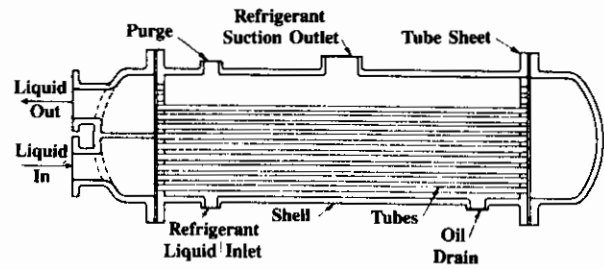 Refrigerant
Suction Outlet
Purge
Tube Sheet
Liquid
Out
Liquid
In
Refrigerant
Liquid Inlet
Shell
Tubes
Oil
Drain